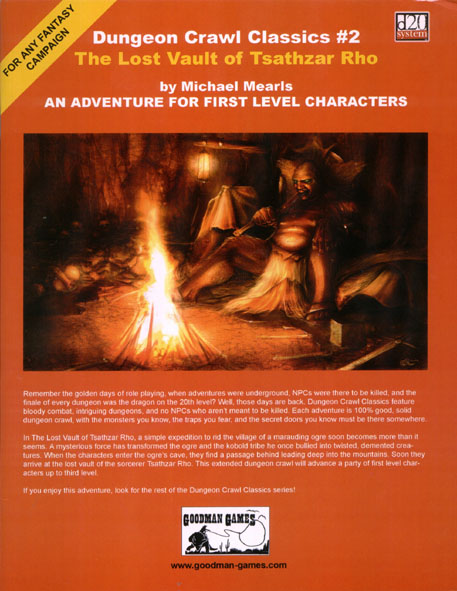 FOR ANY FANTASY
CAMPAIGN
d20
system
Dungeon Crawl Classics #2
The Lost Vault of Tsathzar Rho
by Michael Mearls
AN ADVENTURE FOR FIRST LEVEL CHARACTERS
Remember the golden days of role playing, when adventures were underground, NPCs were there to be killed, and the
finale of every dungeon was the dragon on the 20th level? Well, those days are back. Dungeon Crawl Classics feature
bloody combat, intriguing dungeons, and no NPCs who aren't meant to be killed. Each adventure is 100% good, solid
dungeon crawl, with the monsters you know, the traps you fear, and the secret doors you know must be there somewhere.
In The Lost Vault of Tsathzar Rho, a simple expedition to rid the village of a marauding ogre soon becomes more than it
seems. A mysterious force has transformed the ogre and the kobold tribe he once bullied into twisted, demented crea-
tures. When the characters enter the ogre's cave, they find a passage behind leading deep into the mountains. Soon they
arrive at the lost vault of the sorcerer Tsathzar Rho. This extended dungeon crawl will advance a party of first level char-
acters up to third level.
If you enjoy this adventure, look for the rest of the Dungeon Crawl Classics series!
GOODMAN GAMES
www.goodman-games.com